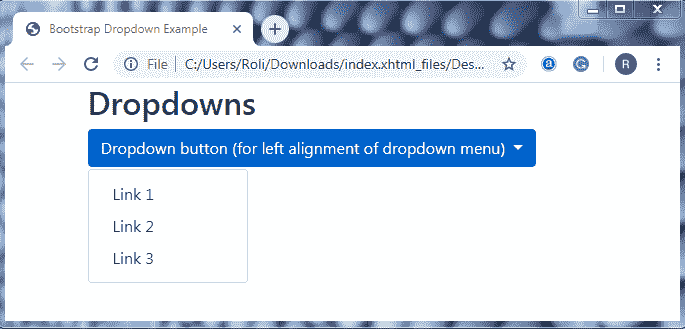 Bootstrap Dropdown Example
File
C:/Users/Roli/Downloads/index.xhtml_files/Des...
a
G
R
Dropdowns
Dropdown button (for left alignment of dropdown menu)
Link 1
Link 2
Link 3